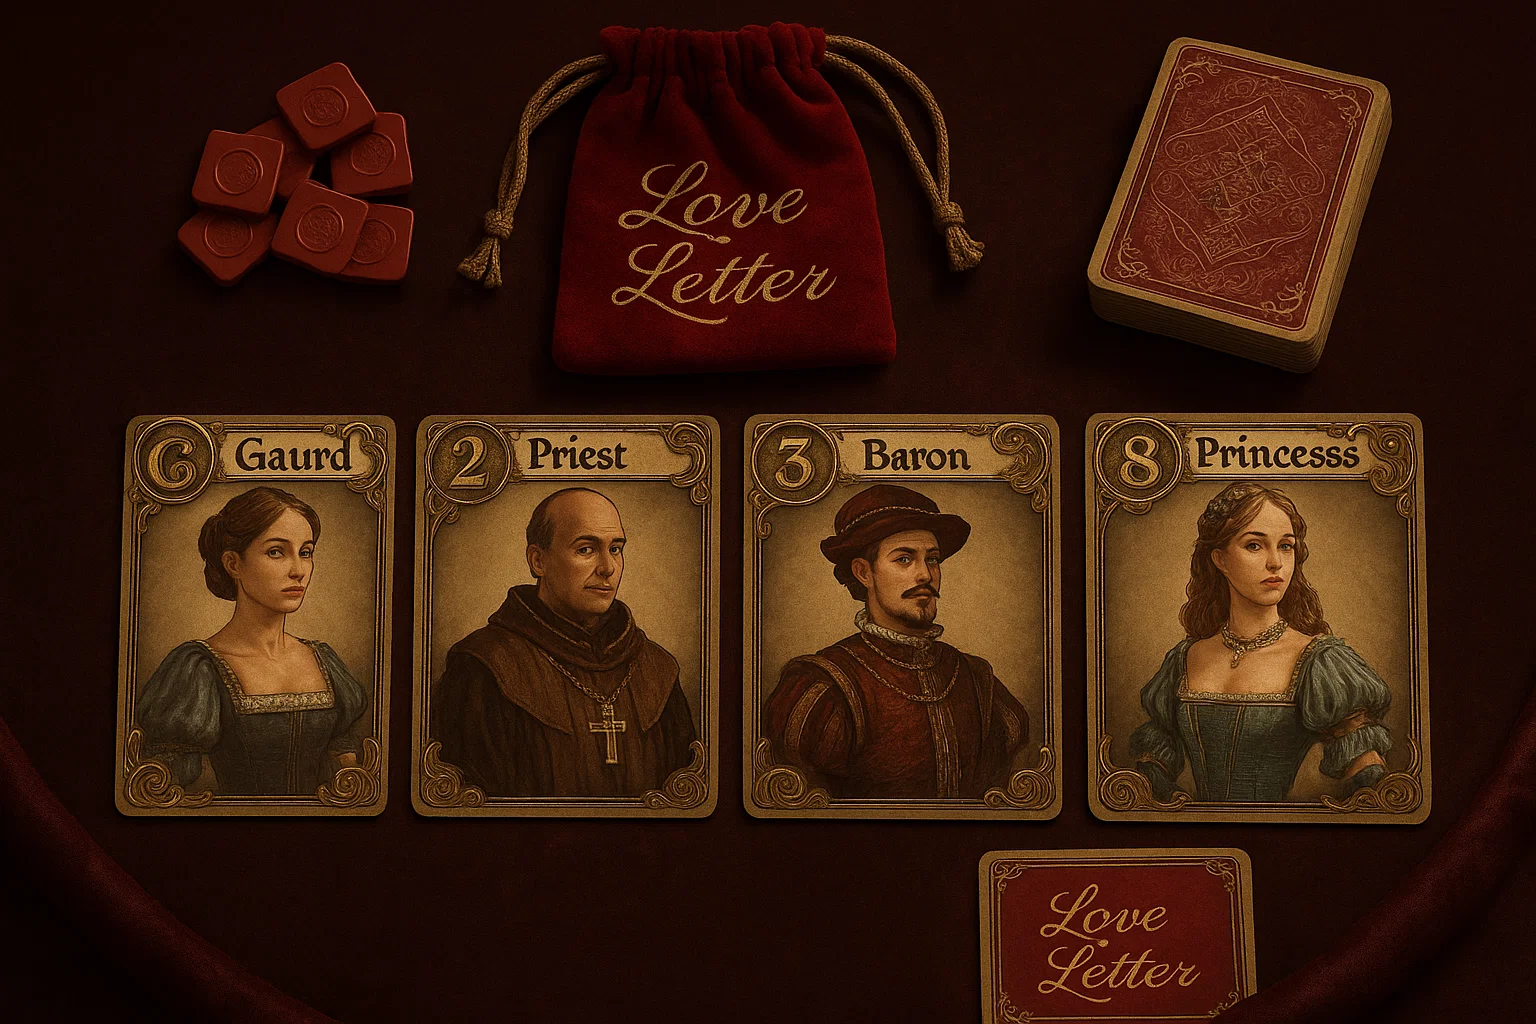 Love
Letter
G Gaurd
2 Priest
3 Baron
8 Princesss
Love
Letter